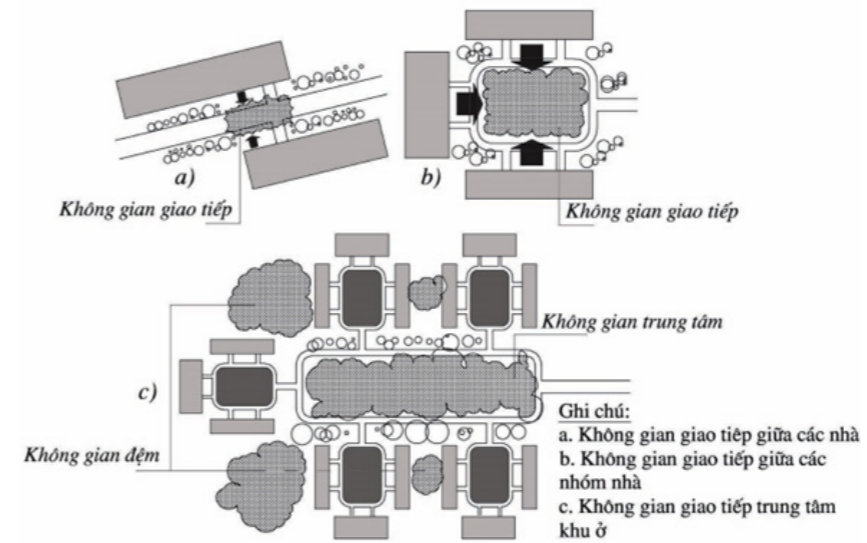 a)
b)
Không gian giao tiếp
Không gian giao tiếp
Không gian trung tâm
c)
Không gian đệm
Ghi chú:
a. Không gian giao tiêp giữa các nhà
b. Không gian giao tiếp giữa các
nhóm nhà
c. Không gian giao tiếp trung tâm
khu ở